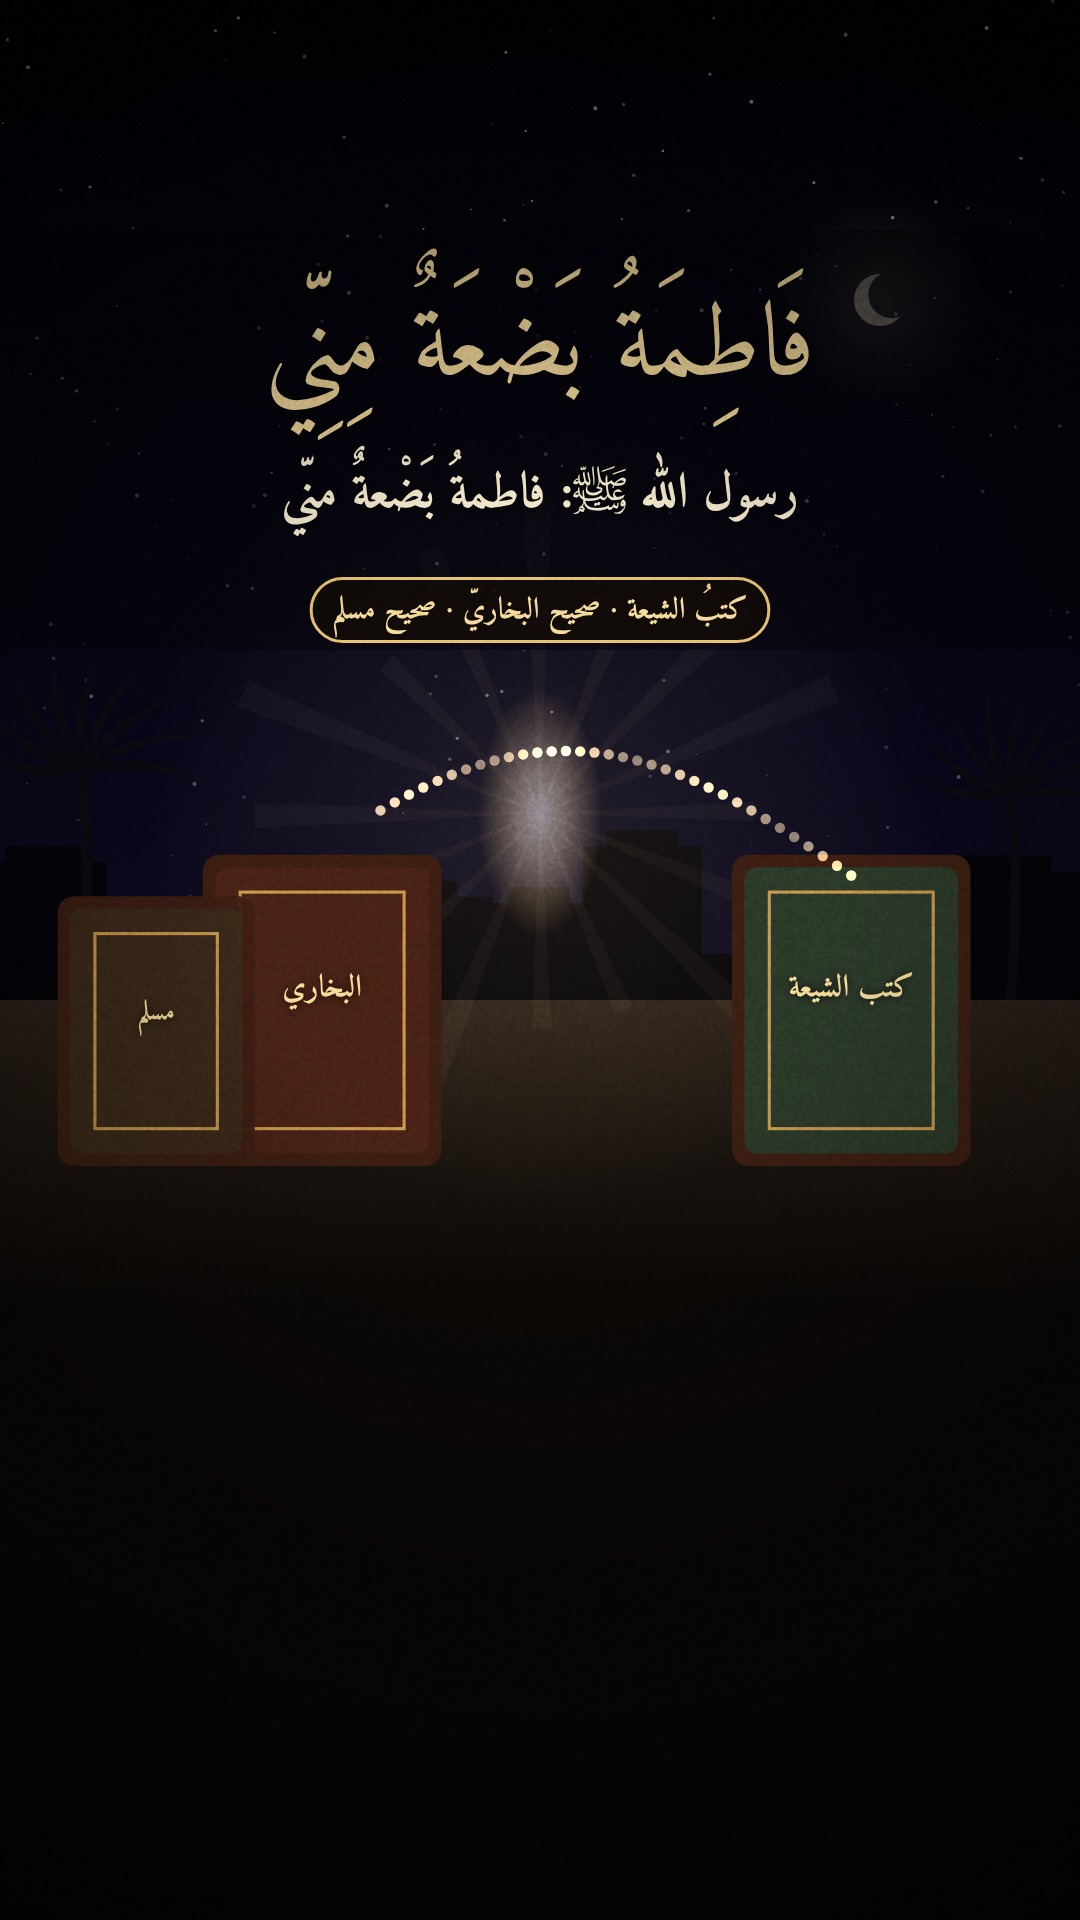 فَاطِمَةُ بَضْعَةٌ مِنِّي
رسول الله ﷺ: فاطمةُ بَضْعةٌ منّي
كتبُ الشيعة · صحيح البخاريّ · صحيح مسلم
كتب الشيعة
البخاري
مسلم